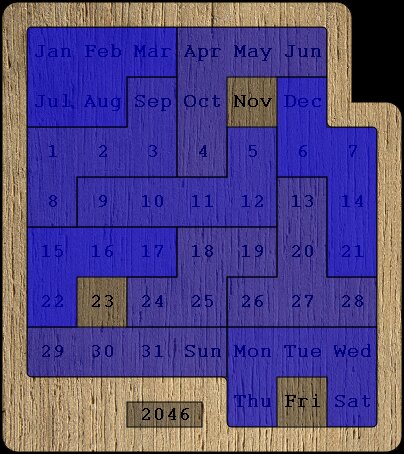 Jan Feb Mar Apr May Jun
Jul Aug Sep Oct Nov Dec
1 2 3 4 5 6 7
8 9 10 11 12 13 14
15 16 17 18 19 20 21
22 23 24 25 26 27 28
29 30 31 Sun Mon Tue Wed
Thu Fri Sat
2046